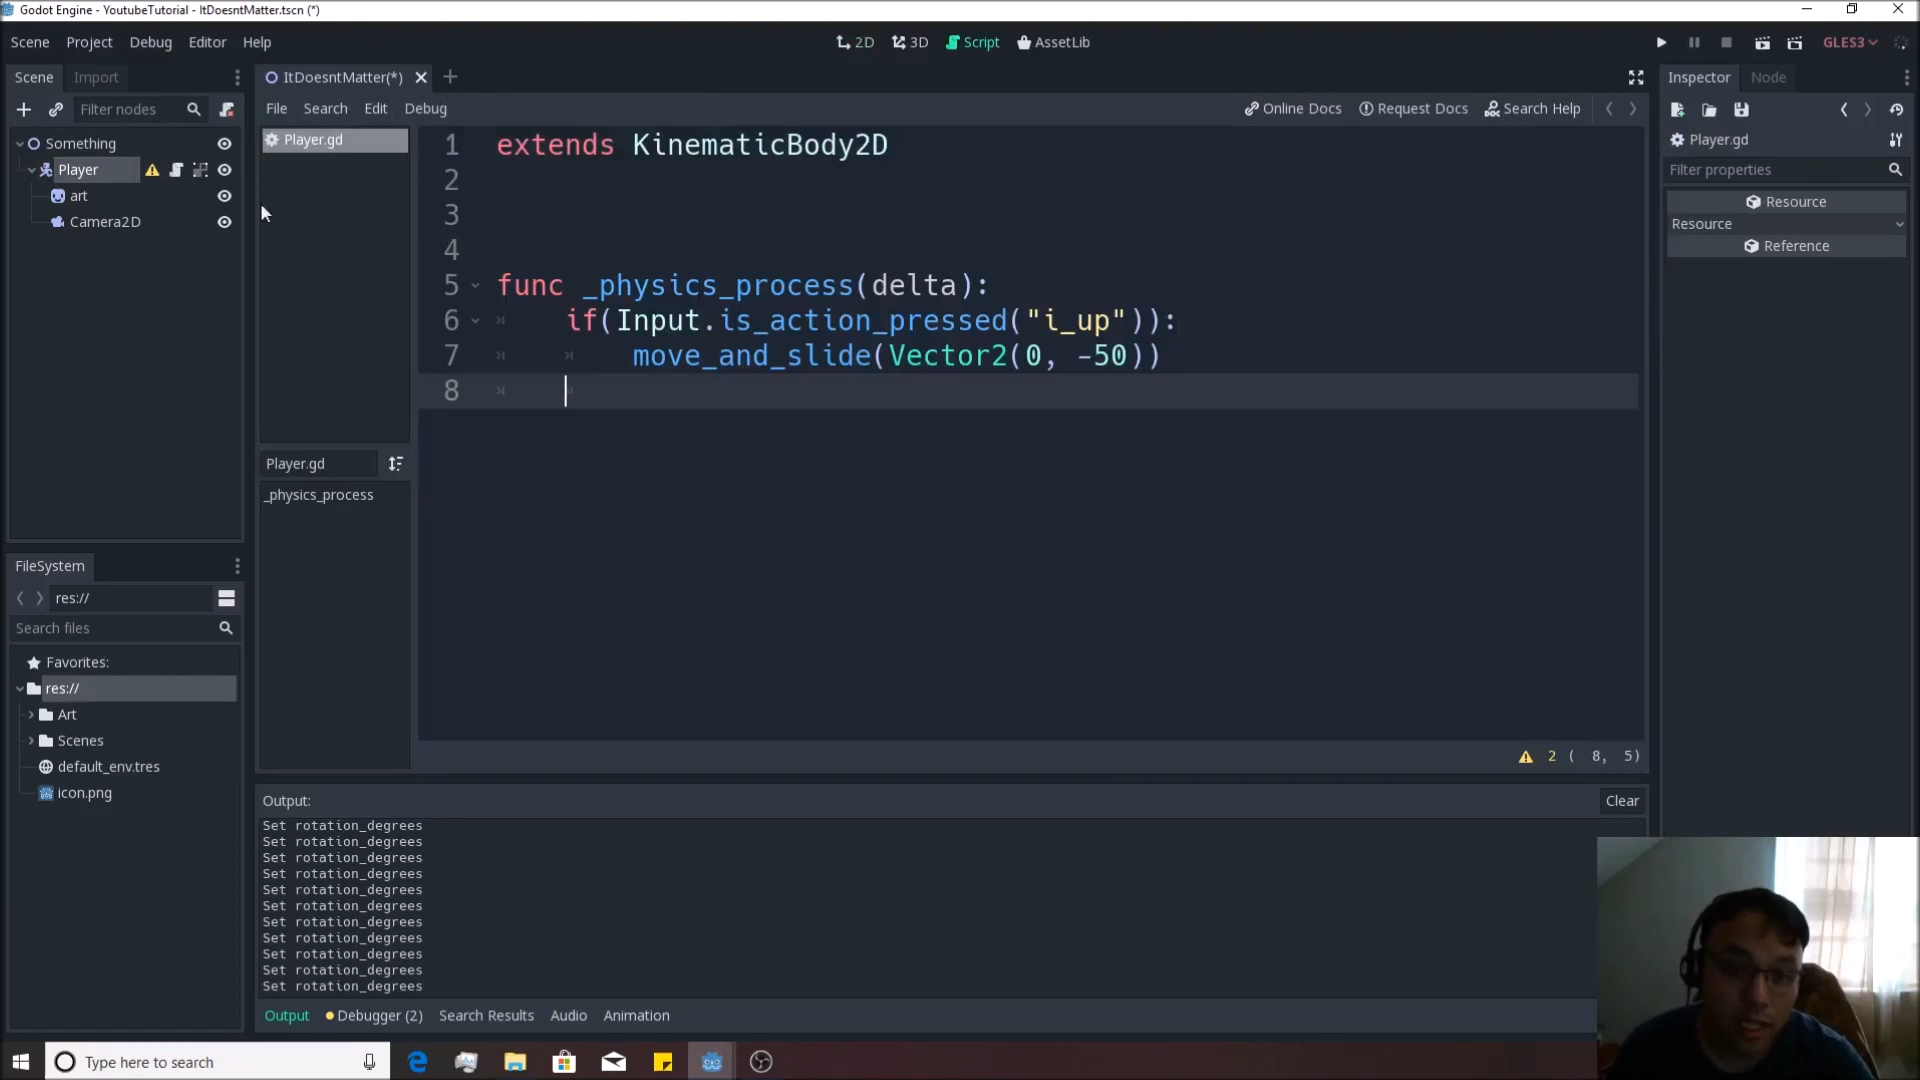 Godot Engine - YoutubeTutorial - ItDoesntMatter.tscn (*)
Scene Project Debug Editor Help
2D 3D Script AssetLib
GLES3
Scene Import
ItDoesntMatter(*)
Inspector Node
Filter nodes
File Search Edit Debug
Online Docs Request Docs Search Help
Something
Player
art
Camera2D
Player.gd
Player.gd
Filter properties
Resource
Resource
Reference
1 extends KinematicBody2D
2
3
4
5 func _physics_process(delta):
6 if(Input.is_action_pressed("i_up")):
7 move_and_slide(Vector2(0, -50))
8
Player.gd
_physics_process
2 ( 8, 5)
FileSystem
res://
Search files
Favorites:
res://
Art
Scenes
default_env.tres
icon.png
Output:
Clear
Set rotation_degrees
Set rotation_degrees
Set rotation_degrees
Set rotation_degrees
Set rotation_degrees
Set rotation_degrees
Set rotation_degrees
Set rotation_degrees
Set rotation_degrees
Set rotation_degrees
Set rotation_degrees
Output Debugger (2) Search Results Audio Animation
Type here to search